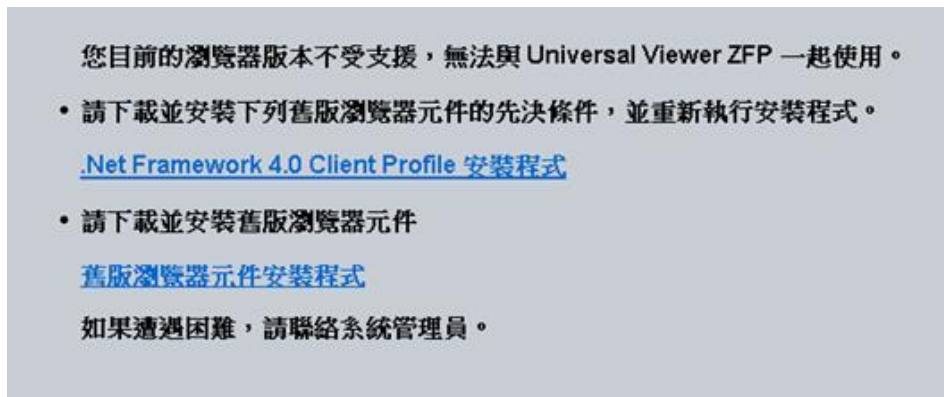 您目前的瀏覽器版本不受支援，無法與 Universal Viewer ZFP 一起使用。
• 請下載並安裝下列舊版瀏覽器元件的先決條件，並重新執行安裝程式。
.Net Framework 4.0 Client Profile 安裝程式
• 請下載並安裝舊版瀏覽器元件
舊版瀏覽器元件安裝程式
如果遭遇困難，請聯絡系統管理員。